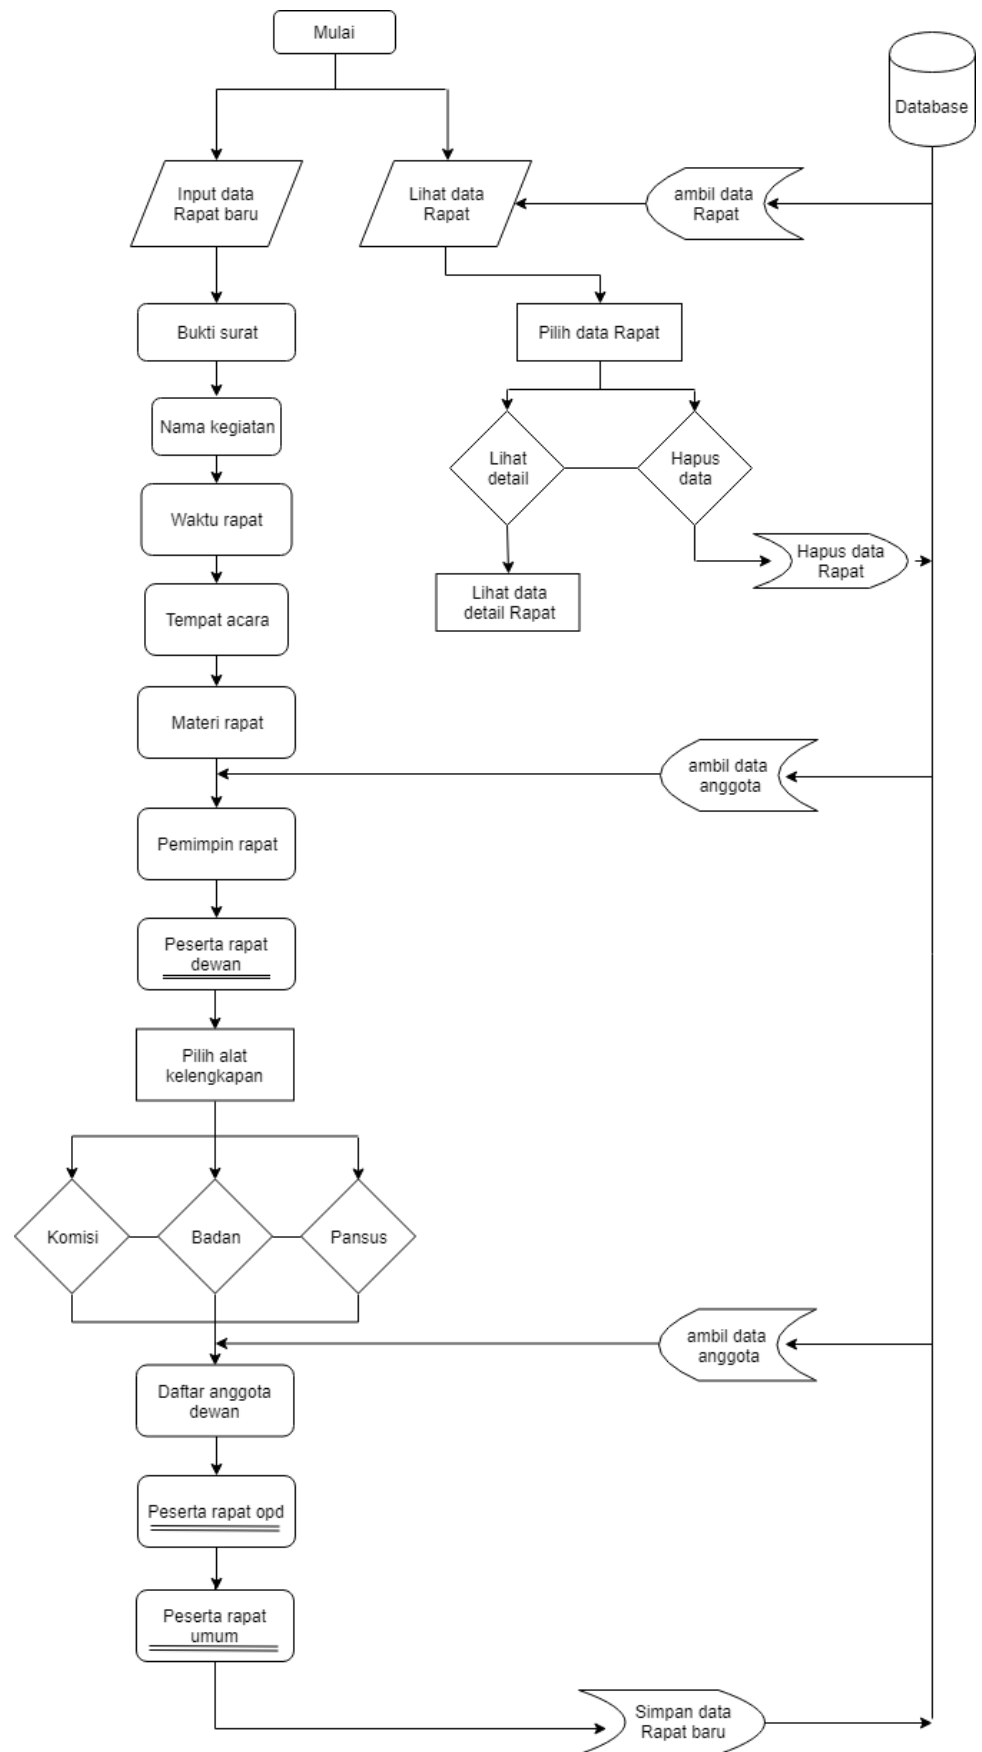 Mulai
Database
Input data
Rapat baru
Lihat data
Rapat
ambil data
Rapat
Bukti surat
Pilih data Rapat
Nama kegiatan
Lihat
detail
Hapus
data
Waktu rapat
Hapus data
Rapat
Lihat data
detail Rapat
Tempat acara
Materi rapat
ambil data
anggota
Pemimpin rapat
Peserta rapat
dewan
Pilih alat
kelengkapan
Komisi
Badan
Pansus
ambil data
anggota
Daftar anggota
dewan
Peserta rapat opd
Peserta rapat
umum
Simpan data
Rapat baru